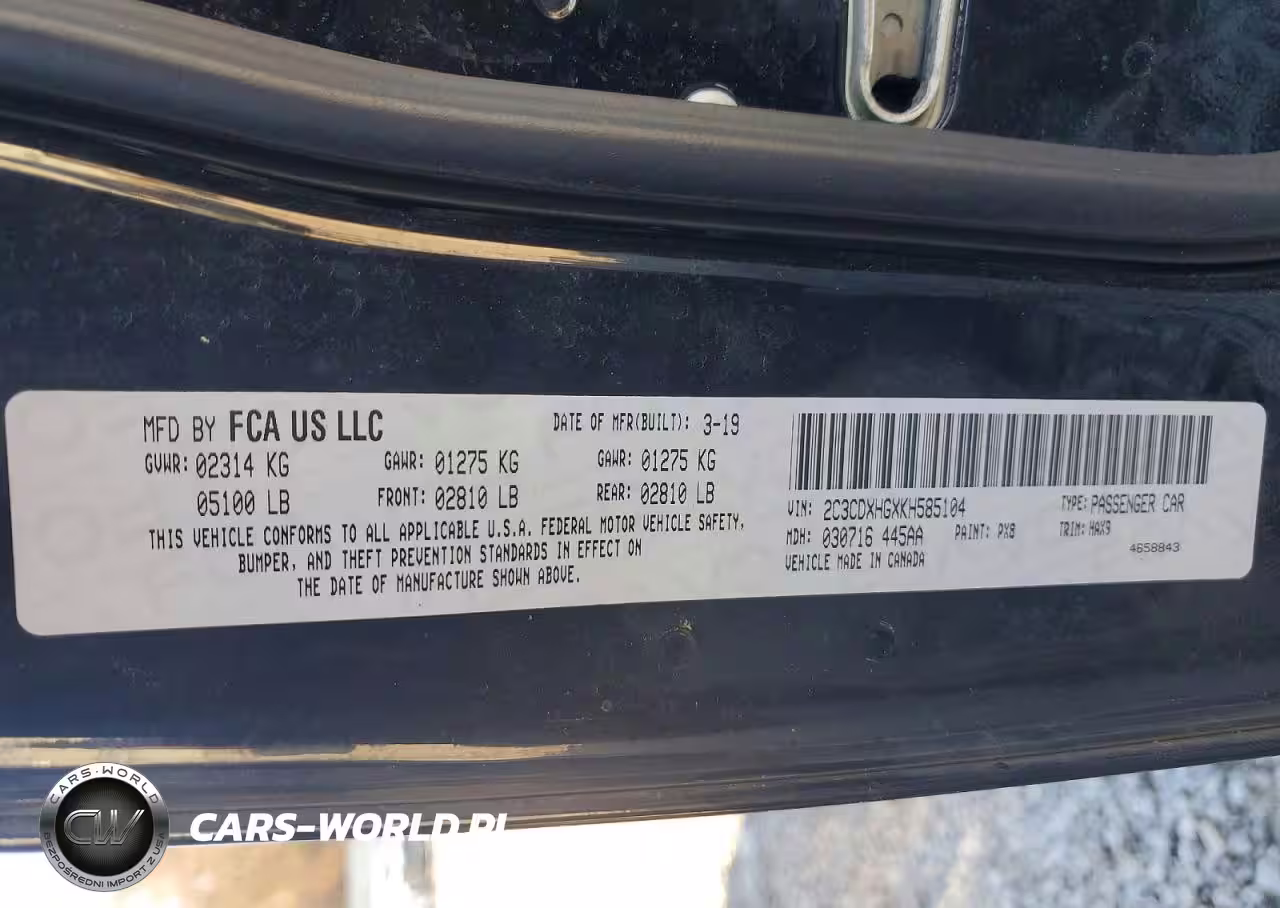 MFD BY FCA US LLC
DATE OF MFR(BUILT): 3-19
GVWR: 02314 KG
GAWR: 01275 KG
GAWR: 01275 KG
05100 LB
FRONT: 02810 LB
REAR: 02810 LB
THIS VEHICLE CONFORMS TO ALL APPLICABLE U.S.A. FEDERAL MOTOR VEHICLE SAFETY,
BUMPER, AND THEFT PREVENTION STANDARDS IN EFFECT ON
THE DATE OF MANUFACTURE SHOWN ABOVE.
VIN: 2C3CDXHGXKH585104
TYPE: PASSENGER CAR
MDH: 030716 445AA
PAINT: PX8
TRIM: HAX9
4658843
VEHICLE MADE IN CANADA
CARS-WORLD
CW
BEZPOŚREDNI IMPORT Z USA
CARS-WORLD.PL